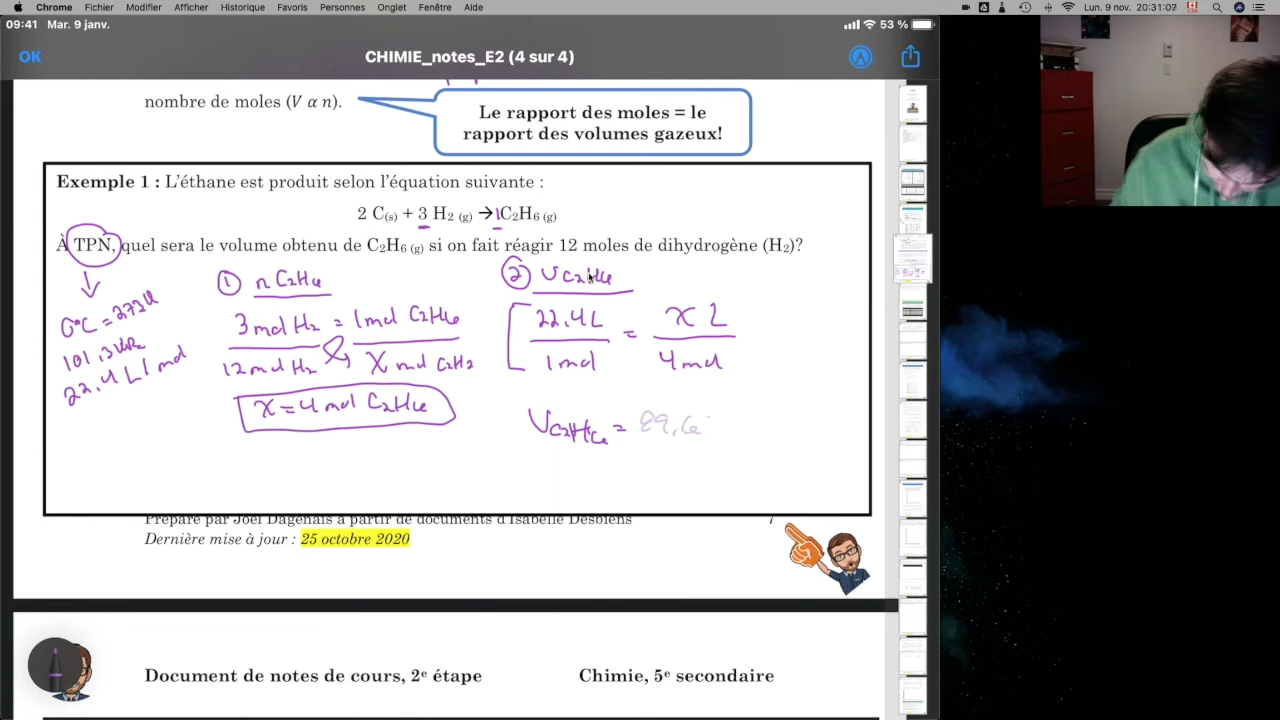 Finder Fichier Modifier Affichage Historique Favoris Personnes Onglet Fenêtre Aide
Lun. 9 nov. 20:31:10
09:41 Mar. 9 janv.
53 %
OK
CHIMIE_notes_E2 (4 sur 4)
nombre de moles (V α n).
Le rapport des moles = le
rapport des volumes gazeux!
Exemple 1 : L'éthane est produit selon l'équation suivante :
2 C(s) + 3 H2 (g) → 1 C2H6 (g)
À TPN, quel sera le volume obtenu de C2H6 (g) si on fait réagir 12 moles de dihydrogène (H2)?
n C2H6
② V C2H6
0°C = 273K
101,3 kPa
22,4 L / 1 mol
3 mol H2 = 1 mol C2H6
12 mol H2 X mol C2H6
x = 4 mol C2H6
22,4 L = x L
1 mol 4 mol
VC2H6 = 89,6
Préparé par Joël Dagenais à partir de documents d'Isabelle Desbiens
Dernière mise à jour : 25 octobre 2020
Document de notes de cours, 2e étape Chimie, 5e secondaire